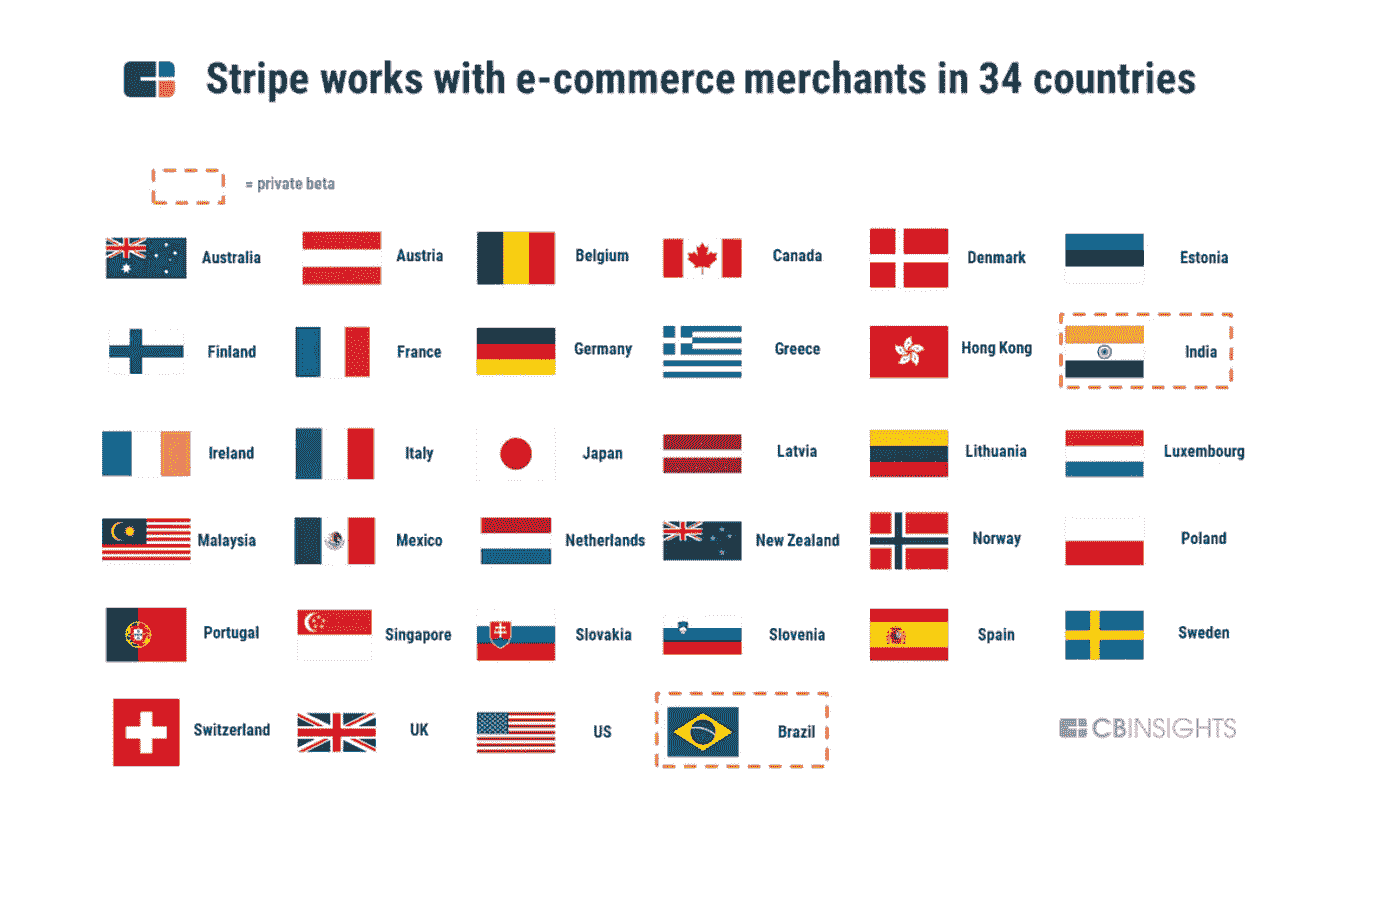 Stripe works with e-commerce merchants in 34 countries
= private beta
Australia
Austria
Belgium
Canada
Denmark
Estonia
Finland
France
Germany
Greece
Hong Kong
India
Ireland
Italy
Japan
Latvia
Lithuania
Luxembourg
Malaysia
Mexico
Netherlands
New Zealand
Norway
Poland
Portugal
Singapore
Slovakia
Slovenia
Spain
Sweden
Switzerland
UK
US
Brazil
CBINSIGHTS